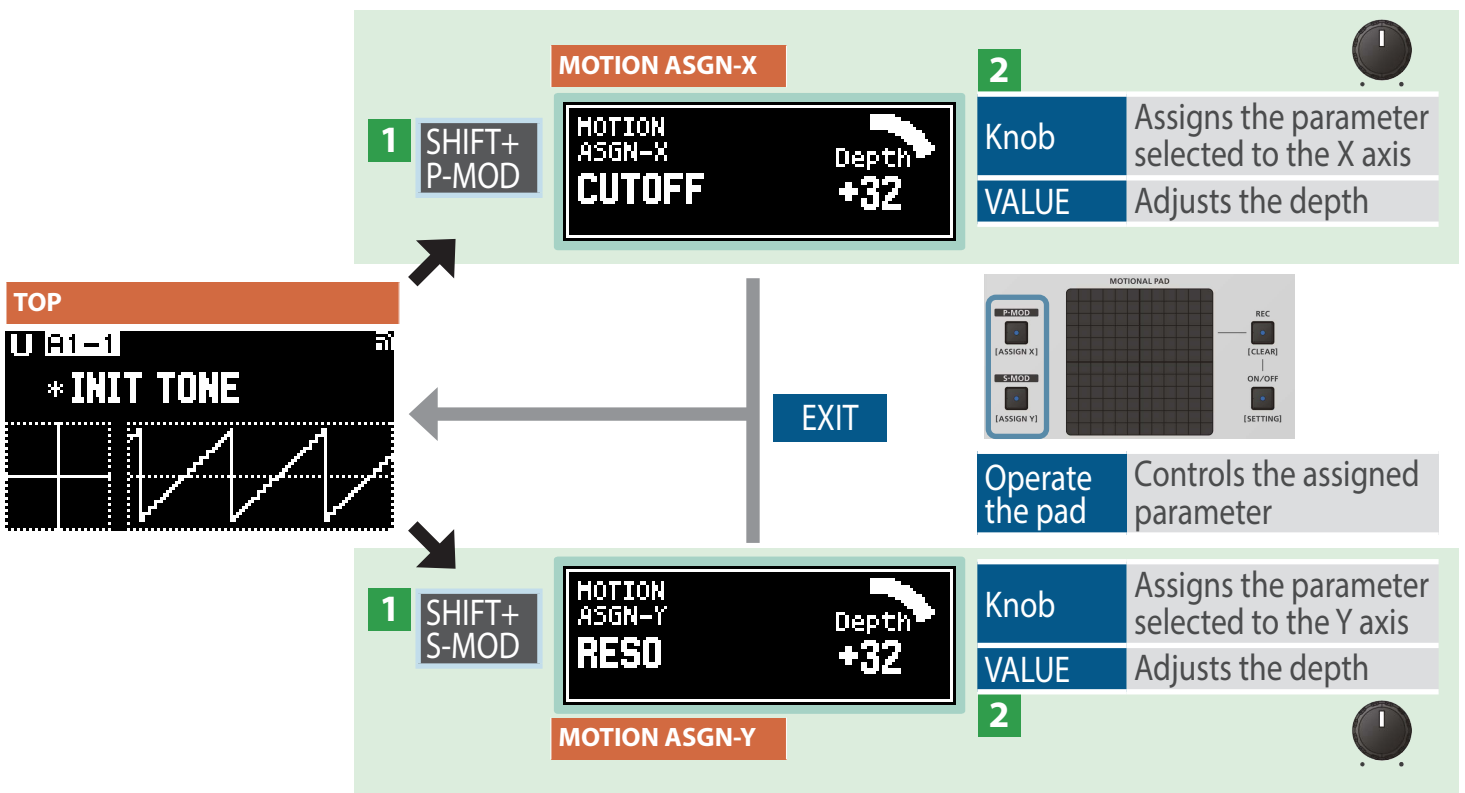 MOTION ASGN-X
2
1
SHIFT+
P-MOD
MOTION
ASGN-X
Depth
CUTOFF
+32
Knob
Assigns the parameter
selected to the X axis
VALUE
Adjusts the depth
TOP
U A1-1
*INIT TONE
EXIT
MOTIONAL PAD
P-MOD
[ASSIGN X]
S-MOD
[ASSIGN Y]
REC
[CLEAR]
ON/OFF
[SETTING]
Operate
the pad
Controls the assigned
parameter
1
SHIFT+
S-MOD
MOTION
ASGN-Y
Depth
RESO
+32
MOTION ASGN-Y
Knob
Assigns the parameter
selected to the Y axis
VALUE
Adjusts the depth
2